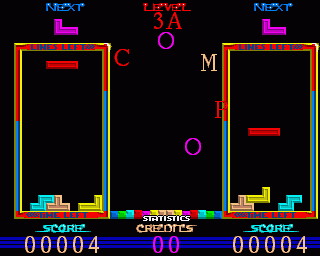 NEXT LEVEL NEXT
3A
O
C M
P
O
STATISTICS
SCORE CREDITS SCORE
00004 00 00004